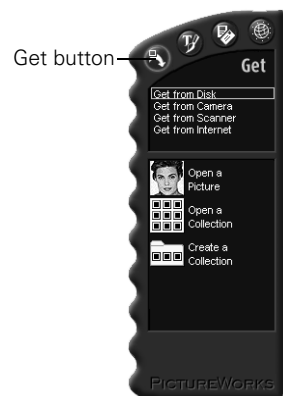 Get button
Get
Get from Disk
Get from Camera
Get from Scanner
Get from Internet
Open a
Picture
Open a
Collection
Create a
Collection
PICTUREWORKS